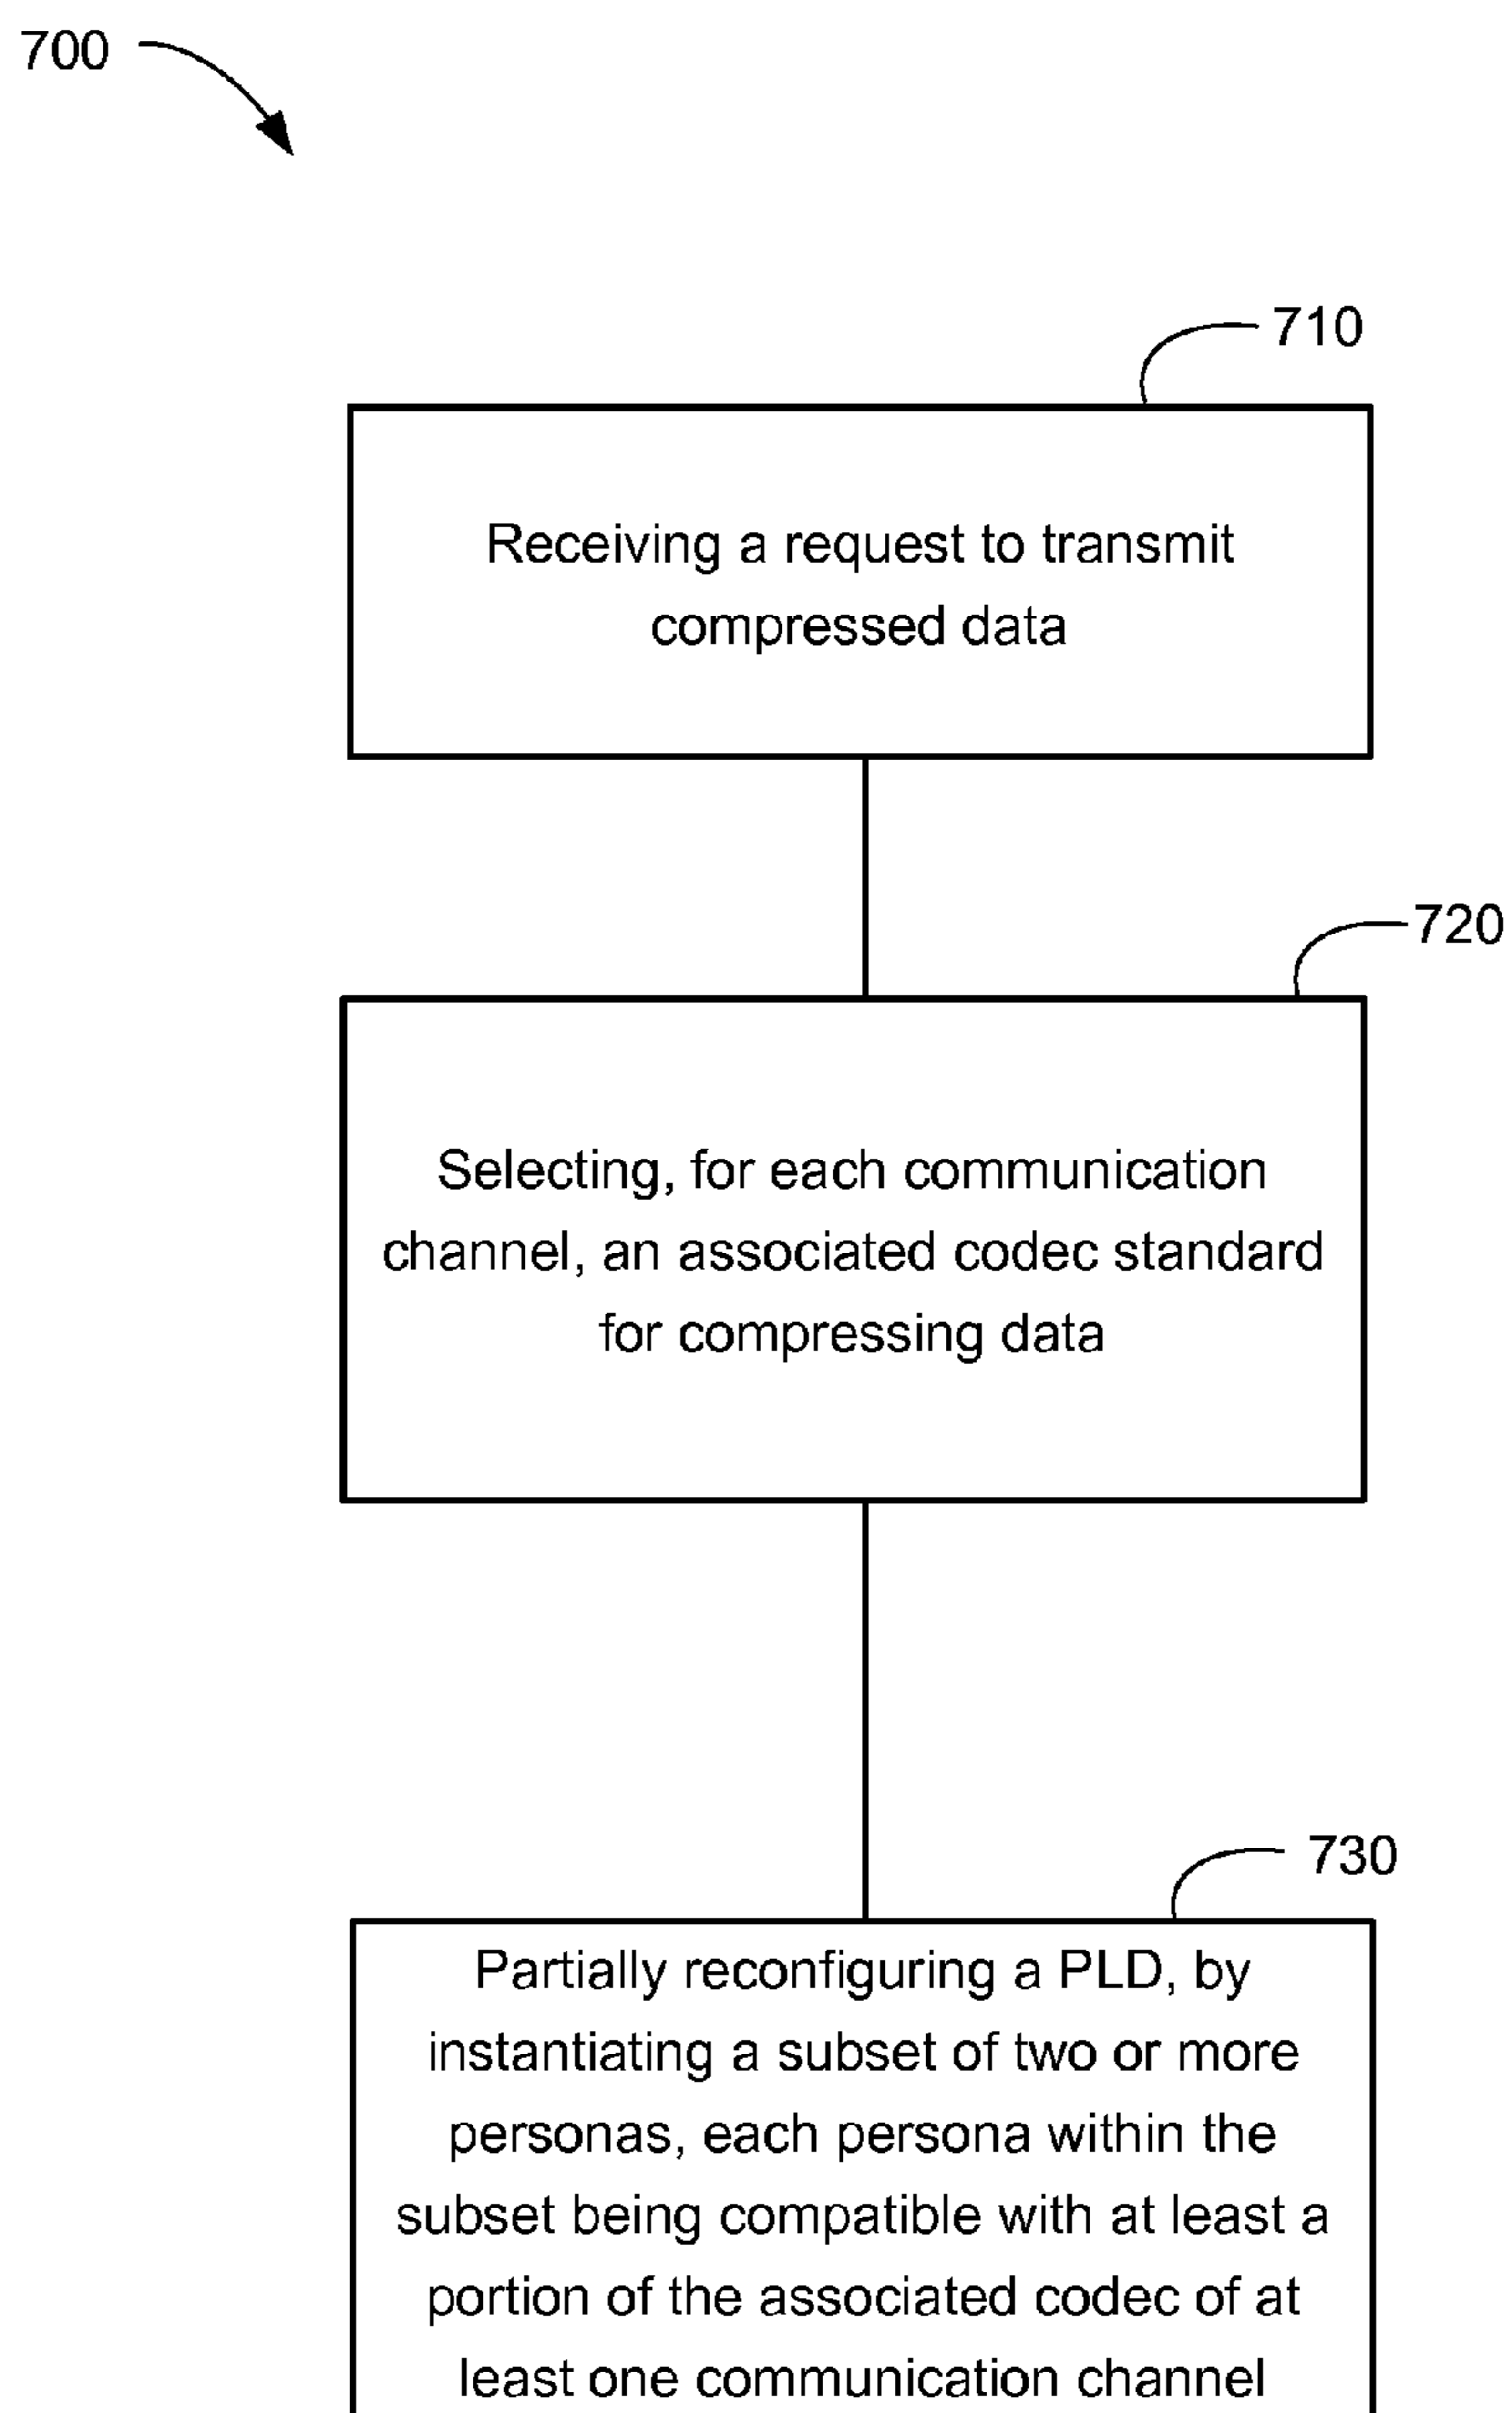 700
710
Receiving a request to transmit
compressed data
720
Selecting, for each communication
channel, an associated codec standard
for compressing data
730
Partially reconfiguring a PLD, by
instantiating a subset of two or more
personas, each persona within the
subset being compatible with at least a
portion of the associated codec of at
least one communication channel